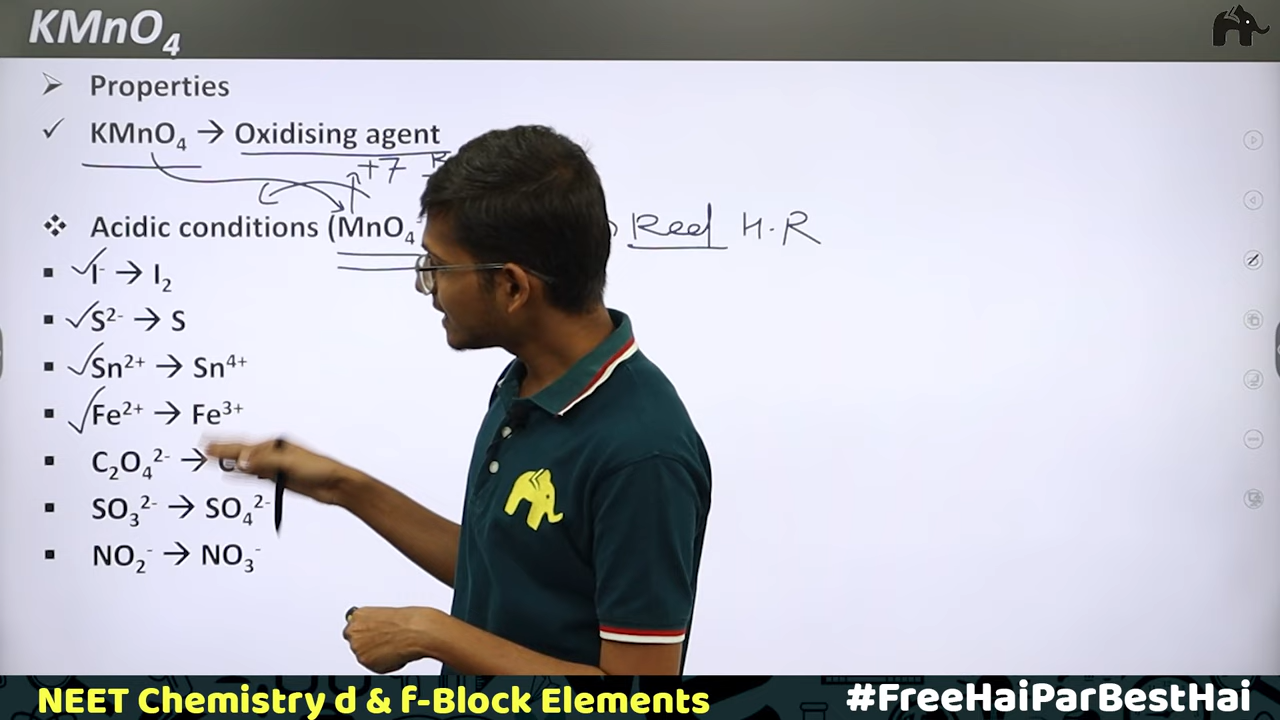 KMnO₄
➢ Properties
✓ KMnO₄ → Oxidising agent
+7
❖ Acidic conditions (MnO₄ Red H.R
▪ ✓I⁻ → I₂
▪ ✓S²⁻ → S
▪ ✓Sn²⁺ → Sn⁴⁺
▪ ✓Fe²⁺ → Fe³⁺
▪ C₂O₄²⁻ →
▪ SO₃²⁻ → SO₄²⁻
▪ NO₂⁻ → NO₃⁻
NEET Chemistry d & f-Block Elements
#FreeHaiParBestHai